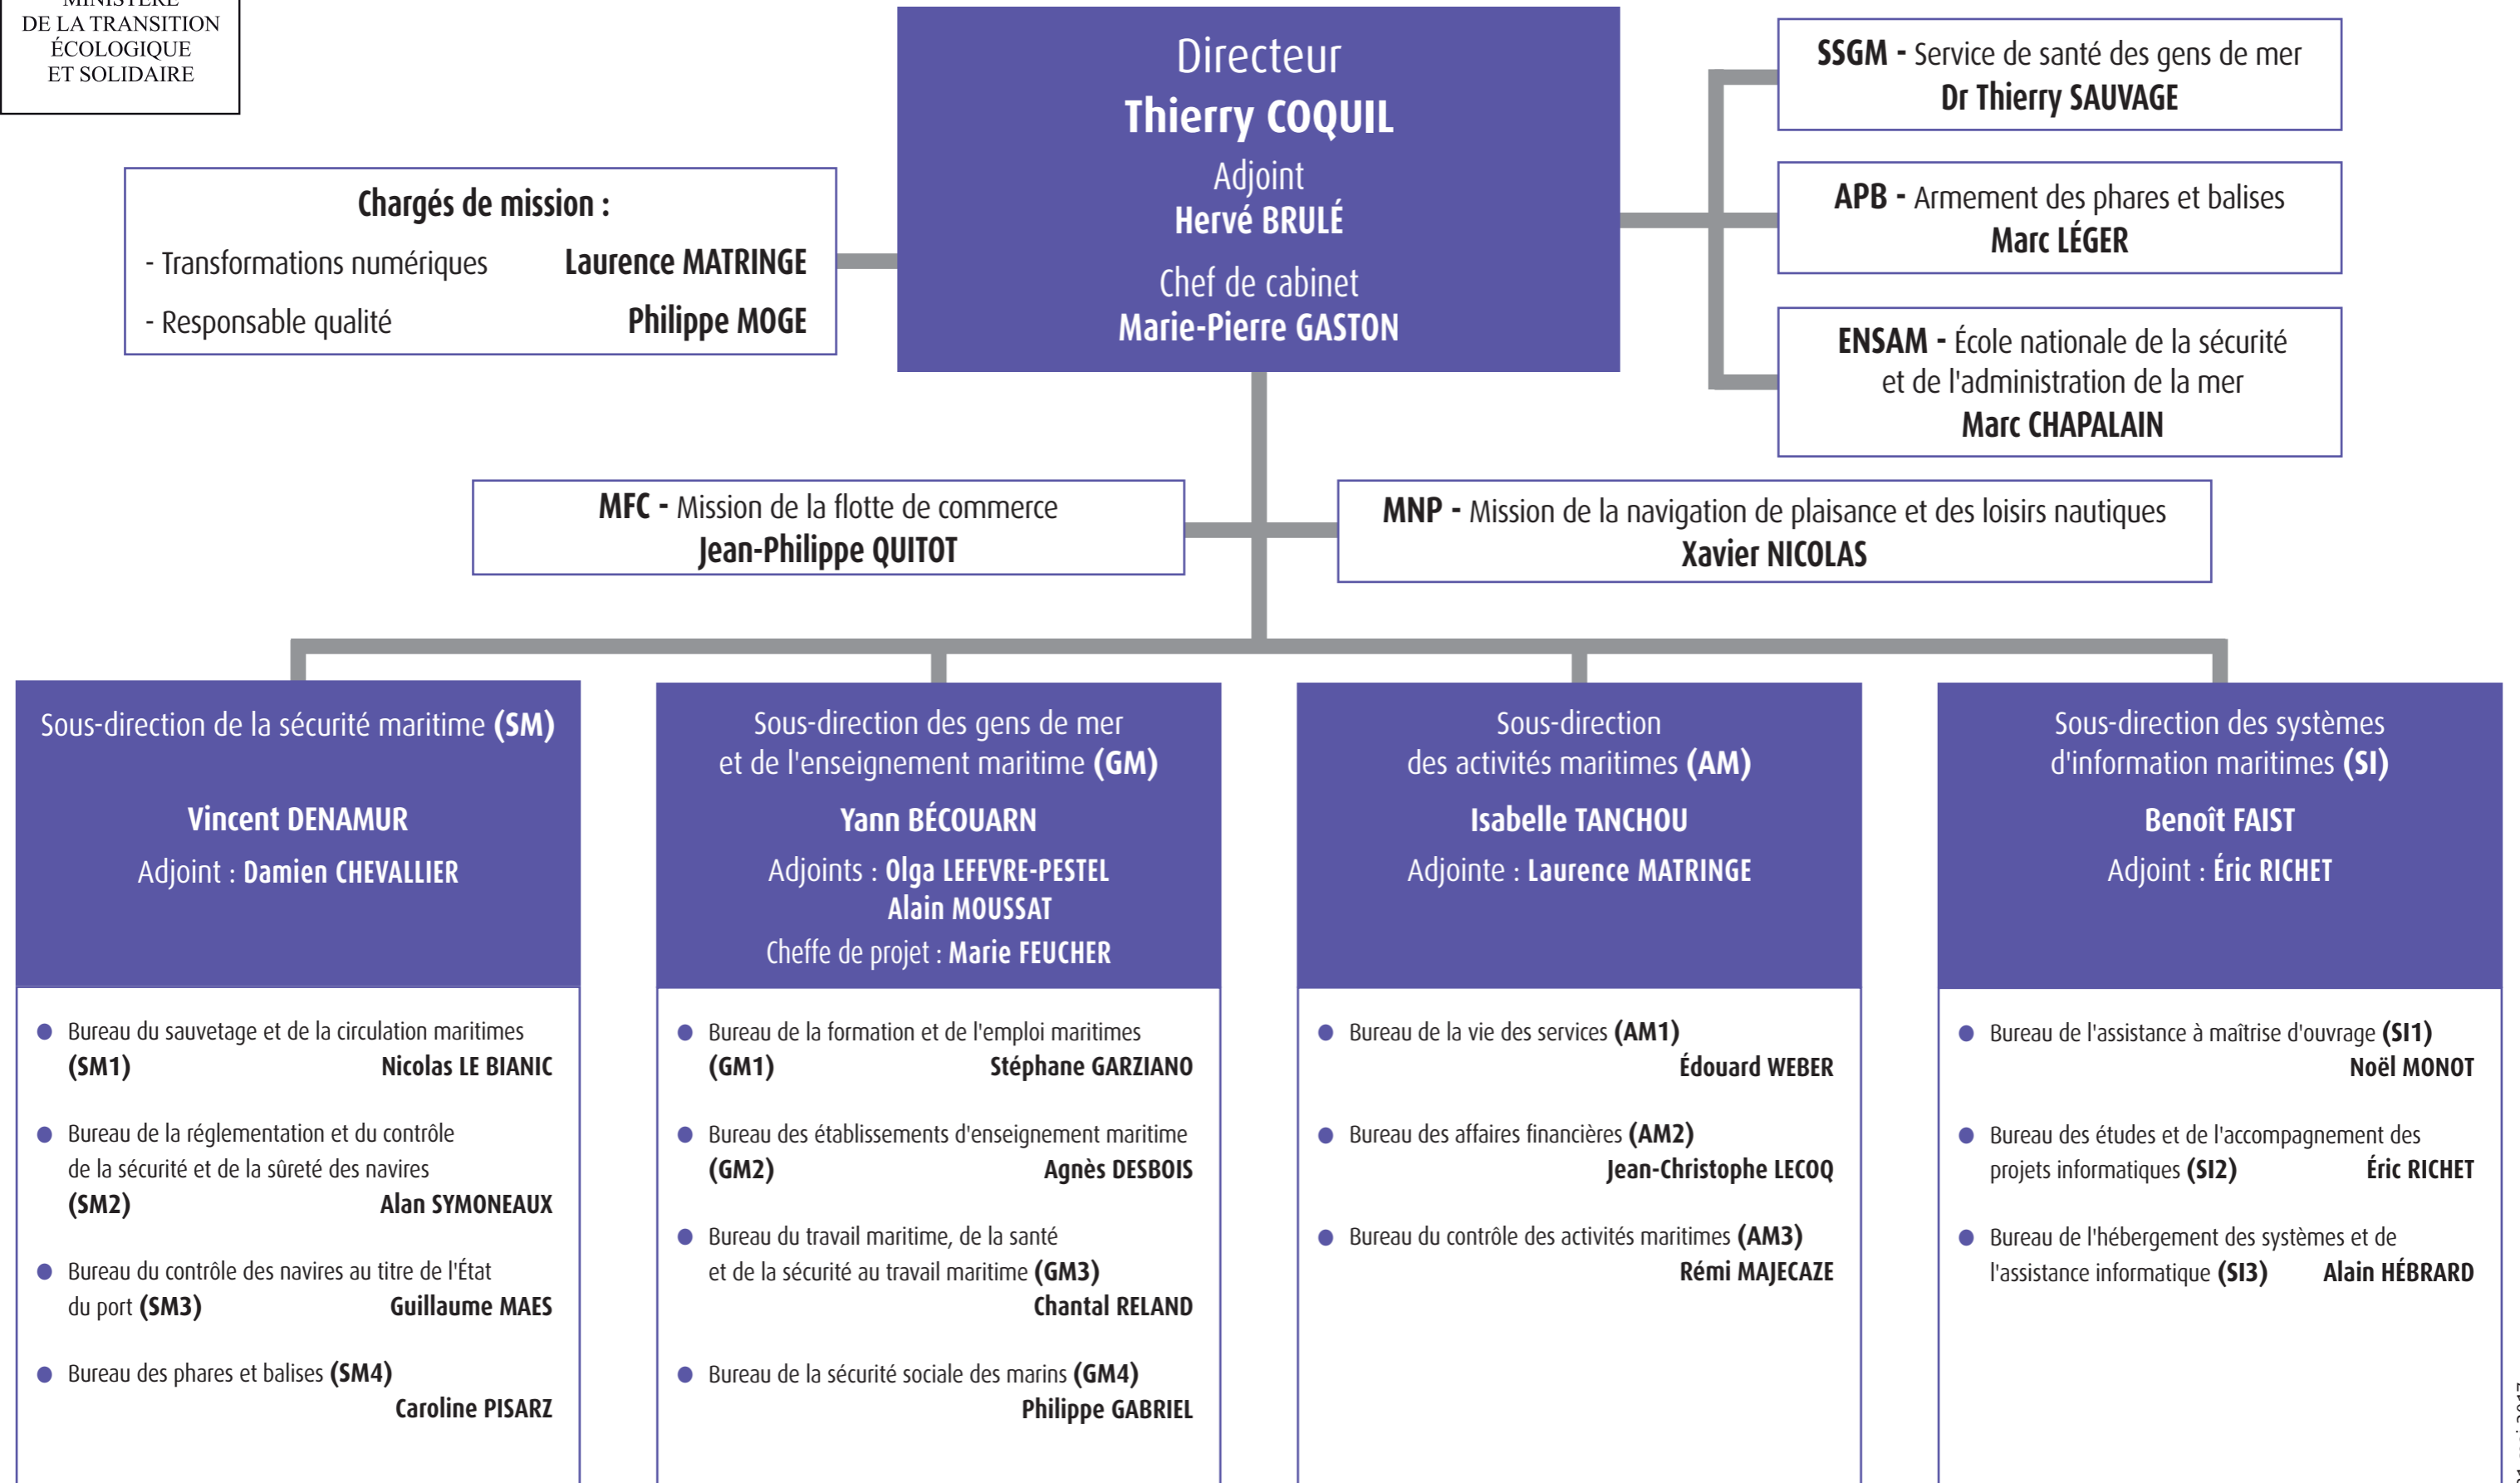 MINISTÈRE
DE LA TRANSITION
ÉCOLOGIQUE
ET SOLIDAIRE
Directeur
Thierry COQUIL
Adjoint
Hervé BRULÉ
Chef de cabinet
Marie-Pierre GASTON
Chargés de mission :
- Transformations numériques Laurence MATRINGE
- Responsable qualité Philippe MOGE
SSGM - Service de santé des gens de mer
Dr Thierry SAUVAGE
APB - Armement des phares et balises
Marc LÉGER
ENSAM - École nationale de la sécurité
et de l'administration de la mer
Marc CHAPALAIN
MFC - Mission de la flotte de commerce
Jean-Philippe QUITOT
MNP - Mission de la navigation de plaisance et des loisirs nautiques
Xavier NICOLAS
Sous-direction de la sécurité maritime (SM)
Vincent DENAMUR
Adjoint : Damien CHEVALLIER
Bureau du sauvetage et de la circulation maritimes
(SM1) Nicolas LE BIANIC
Bureau de la réglementation et du contrôle
de la sécurité et de la sûreté des navires
(SM2) Alan SYMONEAUX
Bureau du contrôle des navires au titre de l'État
du port (SM3) Guillaume MAES
Bureau des phares et balises (SM4)
Caroline PISARZ
Sous-direction des gens de mer
et de l'enseignement maritime (GM)
Yann BÉCOUARN
Adjoints : Olga LEFEVRE-PESTEL
Alain MOUSSAT
Cheffe de projet : Marie FEUCHER
Bureau de la formation et de l'emploi maritimes
(GM1) Stéphane GARZIANO
Bureau des établissements d'enseignement maritime
(GM2) Agnès DESBOIS
Bureau du travail maritime, de la santé
et de la sécurité au travail maritime (GM3)
Chantal RELAND
Bureau de la sécurité sociale des marins (GM4)
Philippe GABRIEL
Sous-direction
des activités maritimes (AM)
Isabelle TANCHOU
Adjointe : Laurence MATRINGE
Bureau de la vie des services (AM1)
Édouard WEBER
Bureau des affaires financières (AM2)
Jean-Christophe LECOQ
Bureau du contrôle des activités maritimes (AM3)
Rémi MAJECAZE
Sous-direction des systèmes
d'information maritimes (SI)
Benoît FAIST
Adjoint : Éric RICHET
Bureau de l'assistance à maîtrise d'ouvrage (SI1)
Noël MONOT
Bureau des études et de l'accompagnement des
projets informatiques (SI2) Éric RICHET
Bureau de l'hébergement des systèmes et de
l'assistance informatique (SI3) Alain HÉBRARD
2017